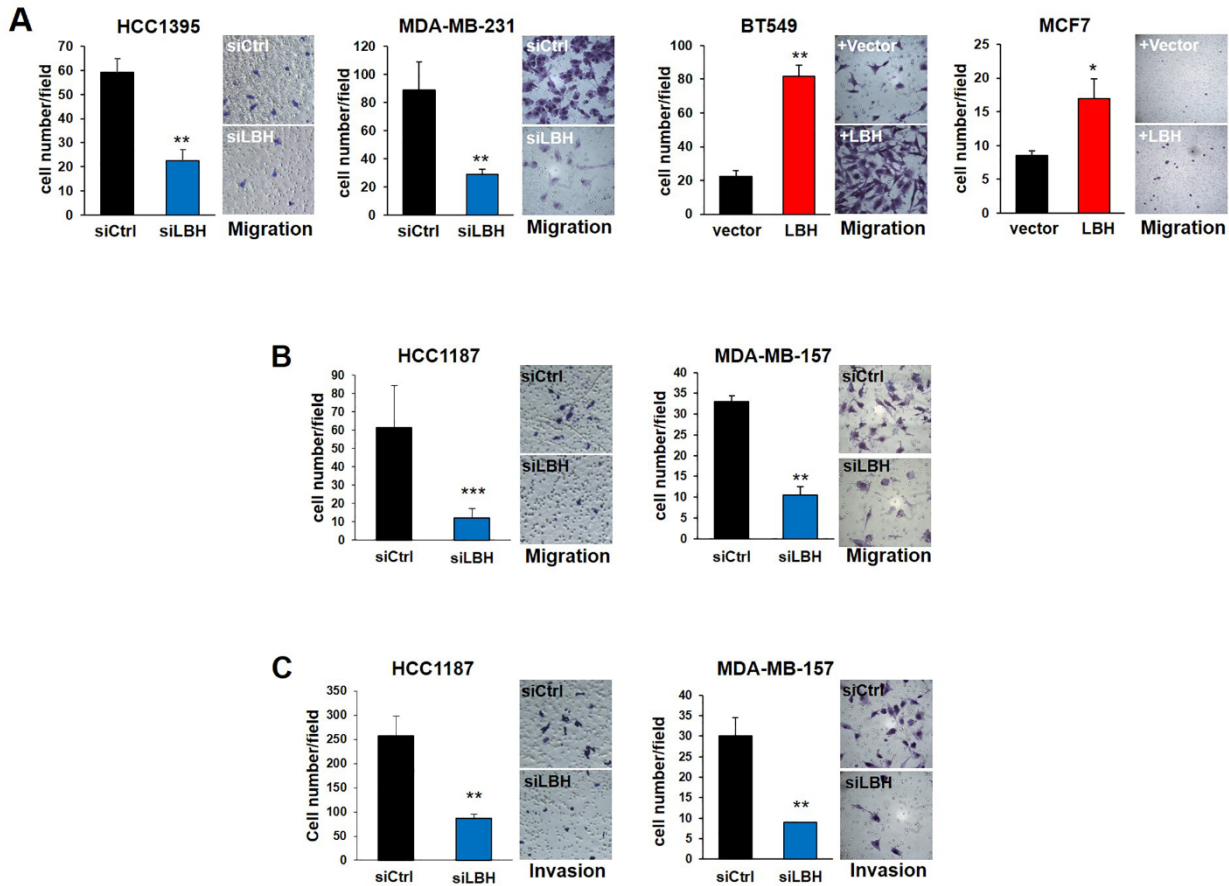 A
HCC1395
cell number/field
70
60
50
40
30
20
10
0
**
siCtrl siLBH
siCtrl
siLBH
Migration
MDA-MB-231
cell number/field
120
100
80
60
40
20
0
**
siCtrl siLBH
siCtrl
siLBH
Migration
BT549
cell number/field
100
80
60
40
20
0
**
vector LBH
+Vector
+LBH
Migration
MCF7
cell number/field
25
20
15
10
5
0
*
vector LBH
+Vector
+LBH
Migration
B
HCC1187
cell number/field
90
80
70
60
50
40
30
20
10
0
***
siCtrl siLBH
siCtrl
siLBH
Migration
MDA-MB-157
cell number/field
40
35
30
25
20
15
10
5
0
**
siCtrl siLBH
siCtrl
siLBH
Migration
C
HCC1187
Cell number/field
350
300
250
200
150
100
50
0
**
siCtrl siLBH
siCtrl
siLBH
Invasion
MDA-MB-157
cell number/field
40
35
30
25
20
15
10
5
0
**
siCtrl siLBH
siCtrl
siLBH
Invasion